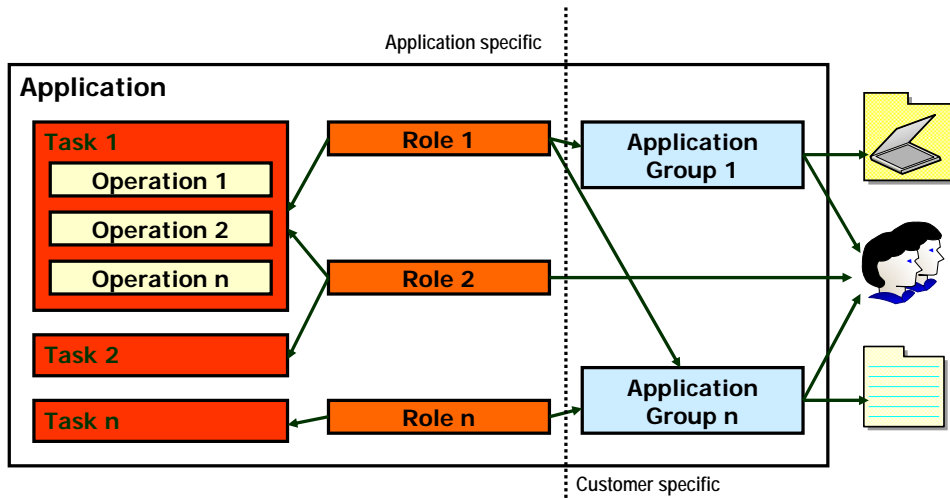 Application specific
Application
Task 1
Operation 1
Operation 2
Operation n
Task 2
Task n
Role 1
Role 2
Role n
Application
Group 1
Application
Group n
Customer specific